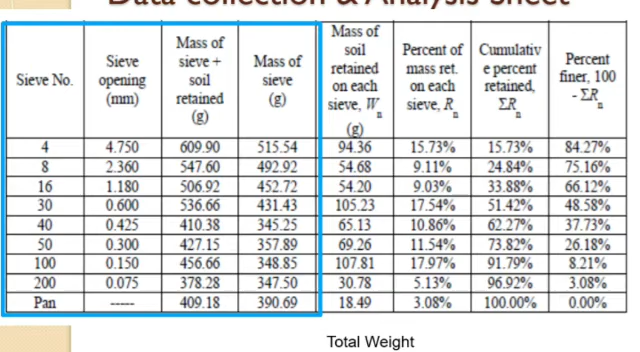 Data collection & Analysis Sheet
Sieve No. | Sieve opening (mm) | Mass of sieve + soil retained (g) | Mass of sieve (g) | Mass of soil retained on each sieve, Wn (g) | Percent of mass ret. on each sieve, Rn | Cumulativ e percent retained, ΣRn | Percent finer, 100 - ΣRn
4 | 4.750 | 609.90 | 515.54 | 94.36 | 15.73% | 15.73% | 84.27%
8 | 2.360 | 547.60 | 492.92 | 54.68 | 9.11% | 24.84% | 75.16%
16 | 1.180 | 506.92 | 452.72 | 54.20 | 9.03% | 33.88% | 66.12%
30 | 0.600 | 536.66 | 431.43 | 105.23 | 17.54% | 51.42% | 48.58%
40 | 0.425 | 410.38 | 345.25 | 65.13 | 10.86% | 62.27% | 37.73%
50 | 0.300 | 427.15 | 357.89 | 69.26 | 11.54% | 73.82% | 26.18%
100 | 0.150 | 456.66 | 348.85 | 107.81 | 17.97% | 91.79% | 8.21%
200 | 0.075 | 378.28 | 347.50 | 30.78 | 5.13% | 96.92% | 3.08%
Pan | ----- | 409.18 | 390.69 | 18.49 | 3.08% | 100.00% | 0.00%
Total Weight